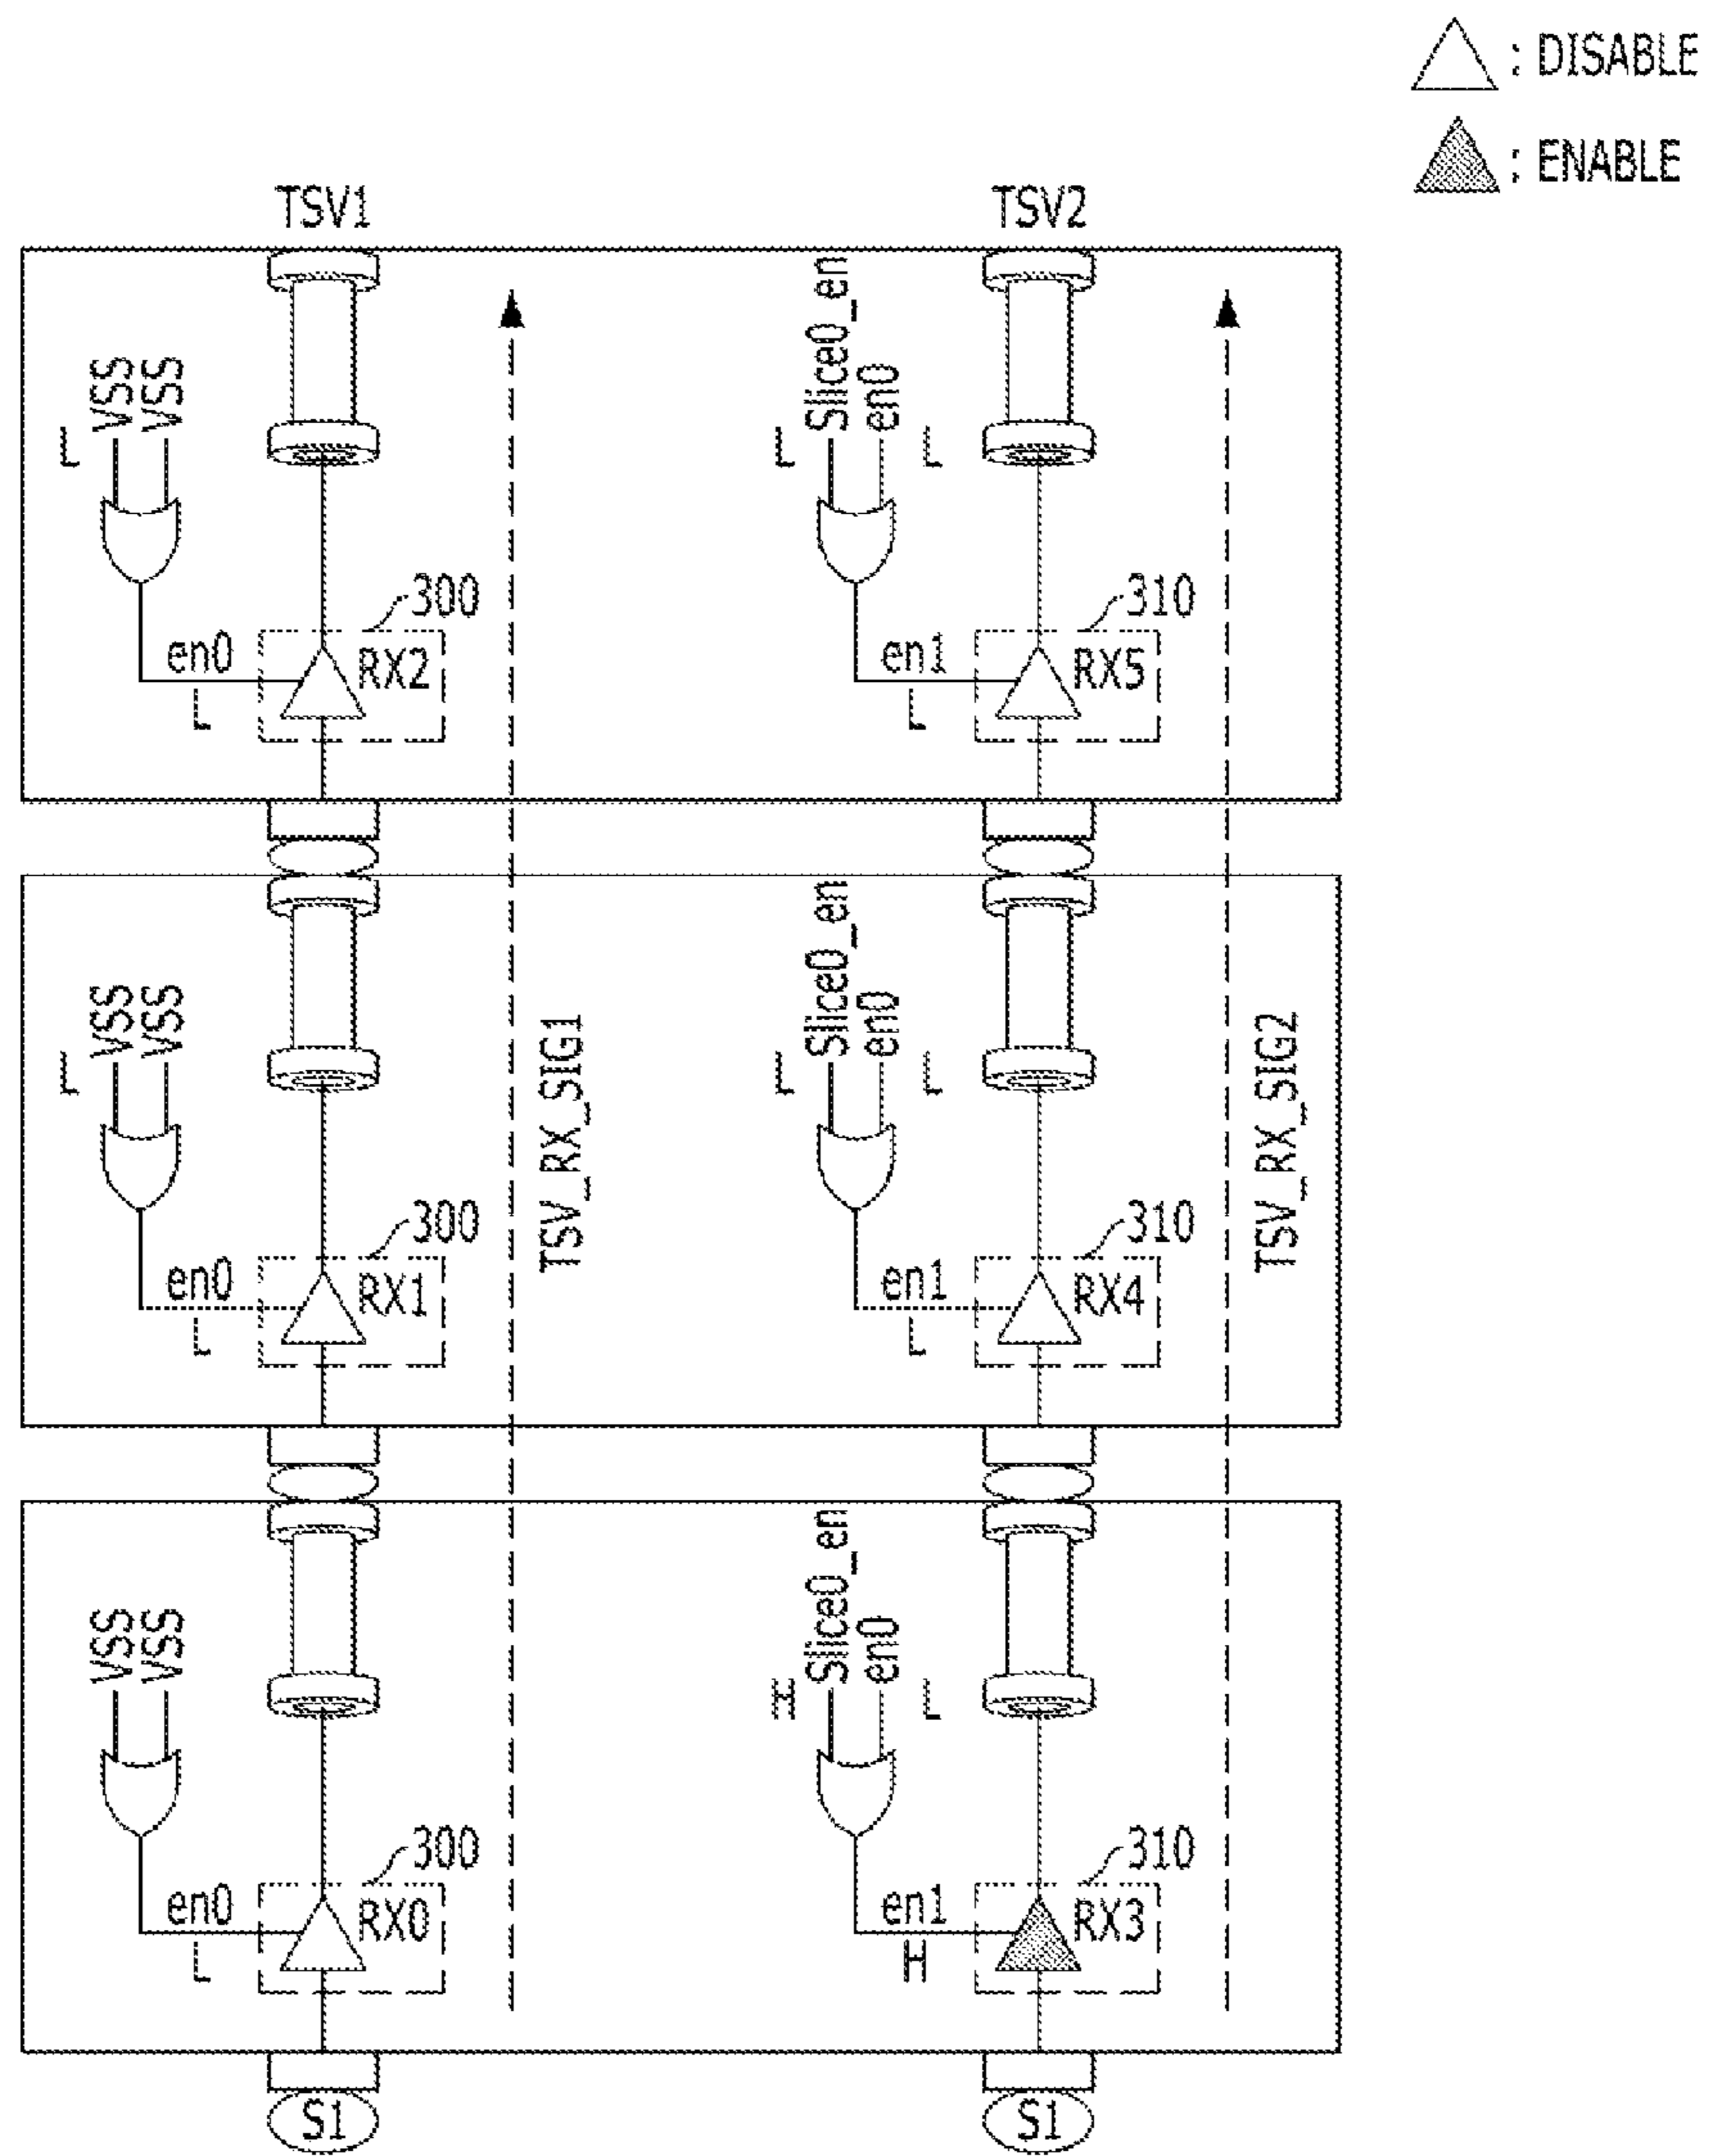 : DISABLE
: ENABLE
TSV1
TSV2
VSS
VSS
L
Slice0_en
en0
L
L
300
310
en0
RX2
L
en1
RX5
L
VSS
VSS
L
Slice0_en
en0
L
L
TSV_RX_SIG1
TSV_RX_SIG2
300
310
en0
RX1
L
en1
RX4
L
VSS
VSS
Slice0_en
en0
H
L
300
310
en0
RX0
L
en1
RX3
H
S1
S1